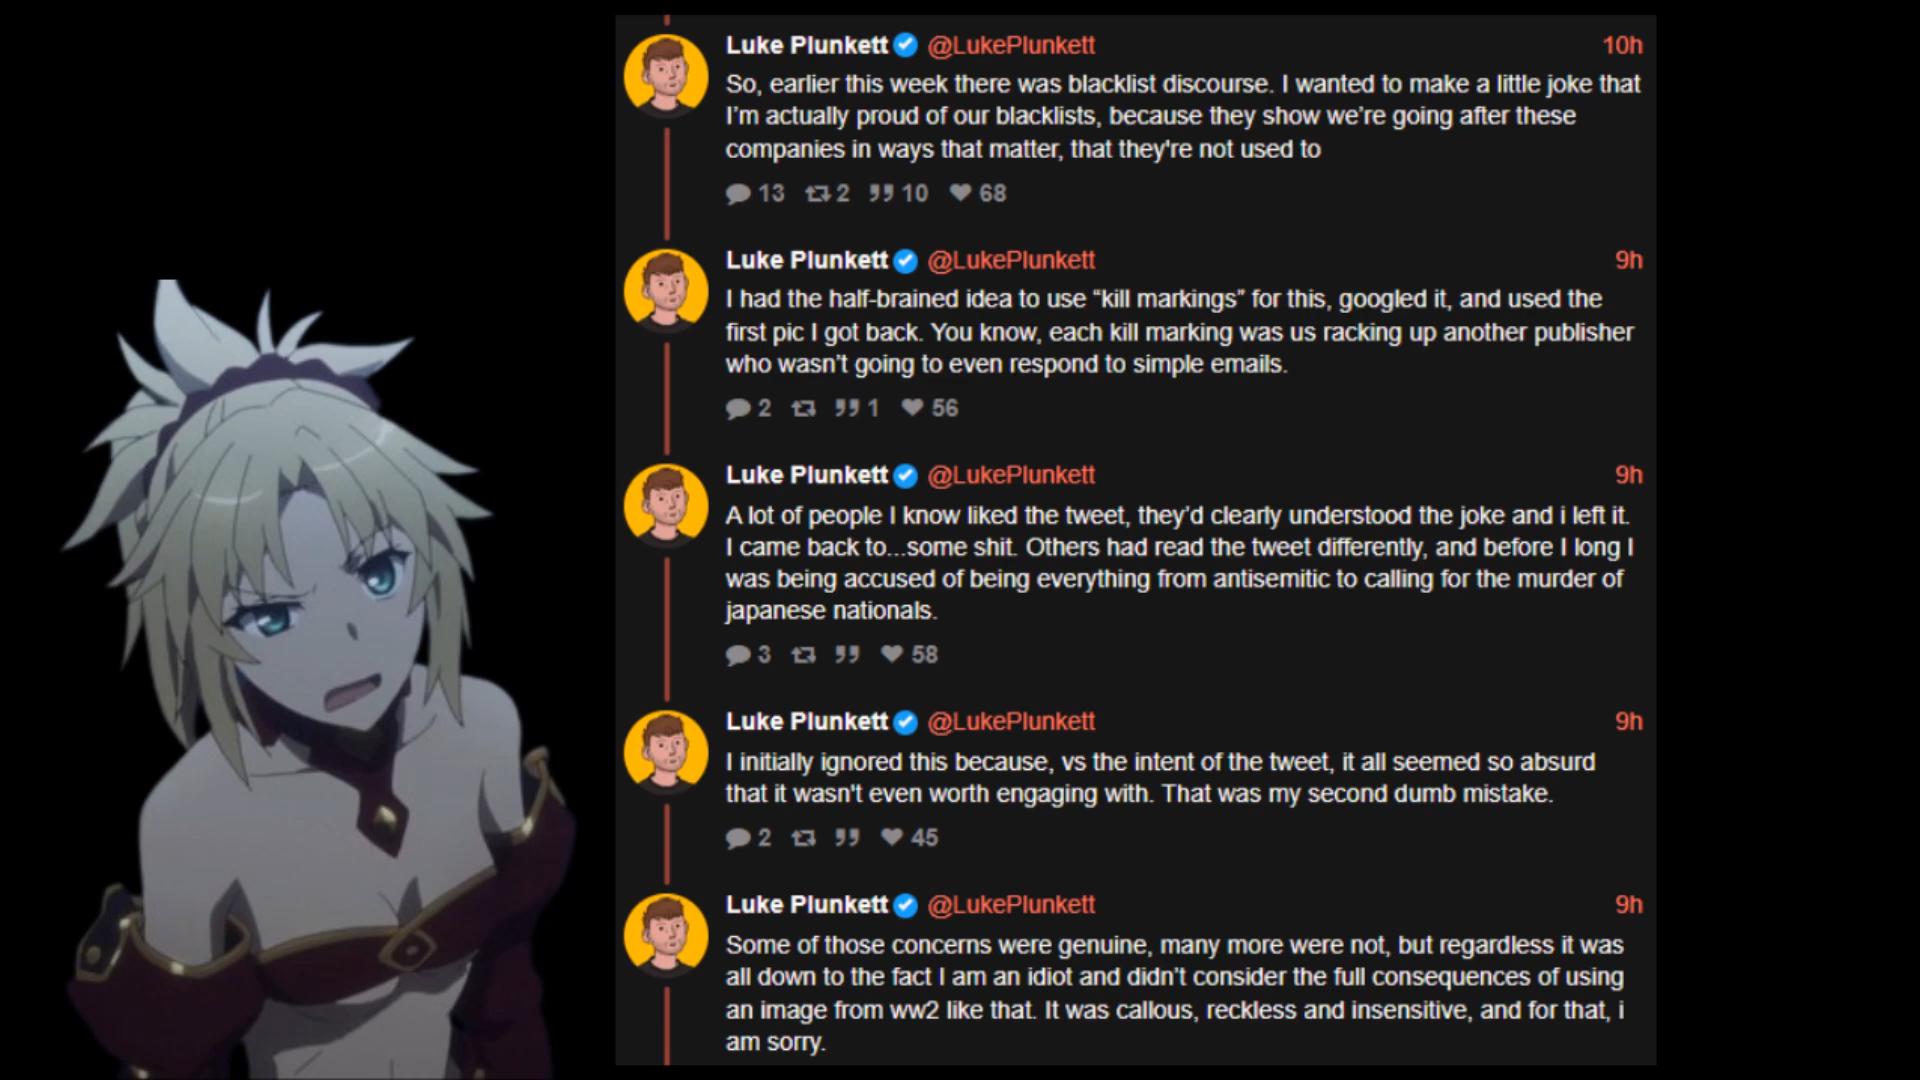 Luke Plunkett @LukePlunkett 10h
So, earlier this week there was blacklist discourse. I wanted to make a little joke that
I'm actually proud of our blacklists, because they show we're going after these
companies in ways that matter, that they're not used to
13 2 10 68
Luke Plunkett @LukePlunkett 9h
I had the half-brained idea to use “kill markings” for this, googled it, and used the
first pic I got back. You know, each kill marking was us racking up another publisher
who wasn't going to even respond to simple emails.
2 1 56
Luke Plunkett @LukePlunkett 9h
A lot of people I know liked the tweet, they'd clearly understood the joke and i left it.
I came back to...some shit. Others had read the tweet differently, and before I long I
was being accused of being everything from antisemitic to calling for the murder of
japanese nationals.
3 58
Luke Plunkett @LukePlunkett 9h
I initially ignored this because, vs the intent of the tweet, it all seemed so absurd
that it wasn't even worth engaging with. That was my second dumb mistake.
2 45
Luke Plunkett @LukePlunkett 9h
Some of those concerns were genuine, many more were not, but regardless it was
all down to the fact I am an idiot and didn't consider the full consequences of using
an image from ww2 like that. It was callous, reckless and insensitive, and for that, i
am sorry.